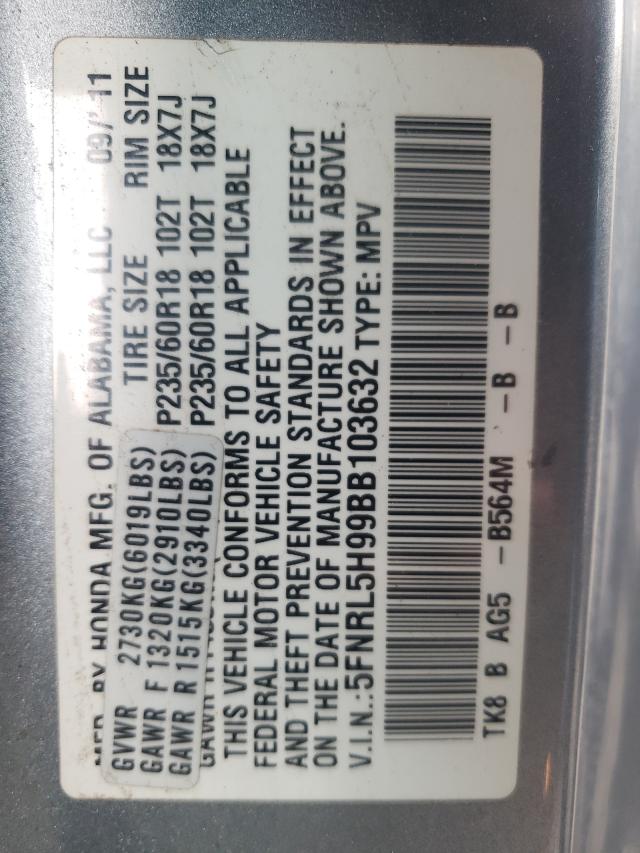 MFD. BY HONDA MFG. OF ALABAMA, LLC 09/ 11
TIRE SIZE RIM SIZE
GVWR 2730KG(6019LBS)
GAWR F 1320KG(2910LBS) P235/60R18 102T 18X7J
GAWR R 1515KG(3340LBS) P235/60R18 102T 18X7J
THIS VEHICLE CONFORMS TO ALL APPLICABLE
FEDERAL MOTOR VEHICLE SAFETY
AND THEFT PREVENTION STANDARDS IN EFFECT
ON THE DATE OF MANUFACTURE SHOWN ABOVE.
V.I.N.:5FNRL5H99BB103632 TYPE: MPV
TK8 B AG5 -B564M -B -B